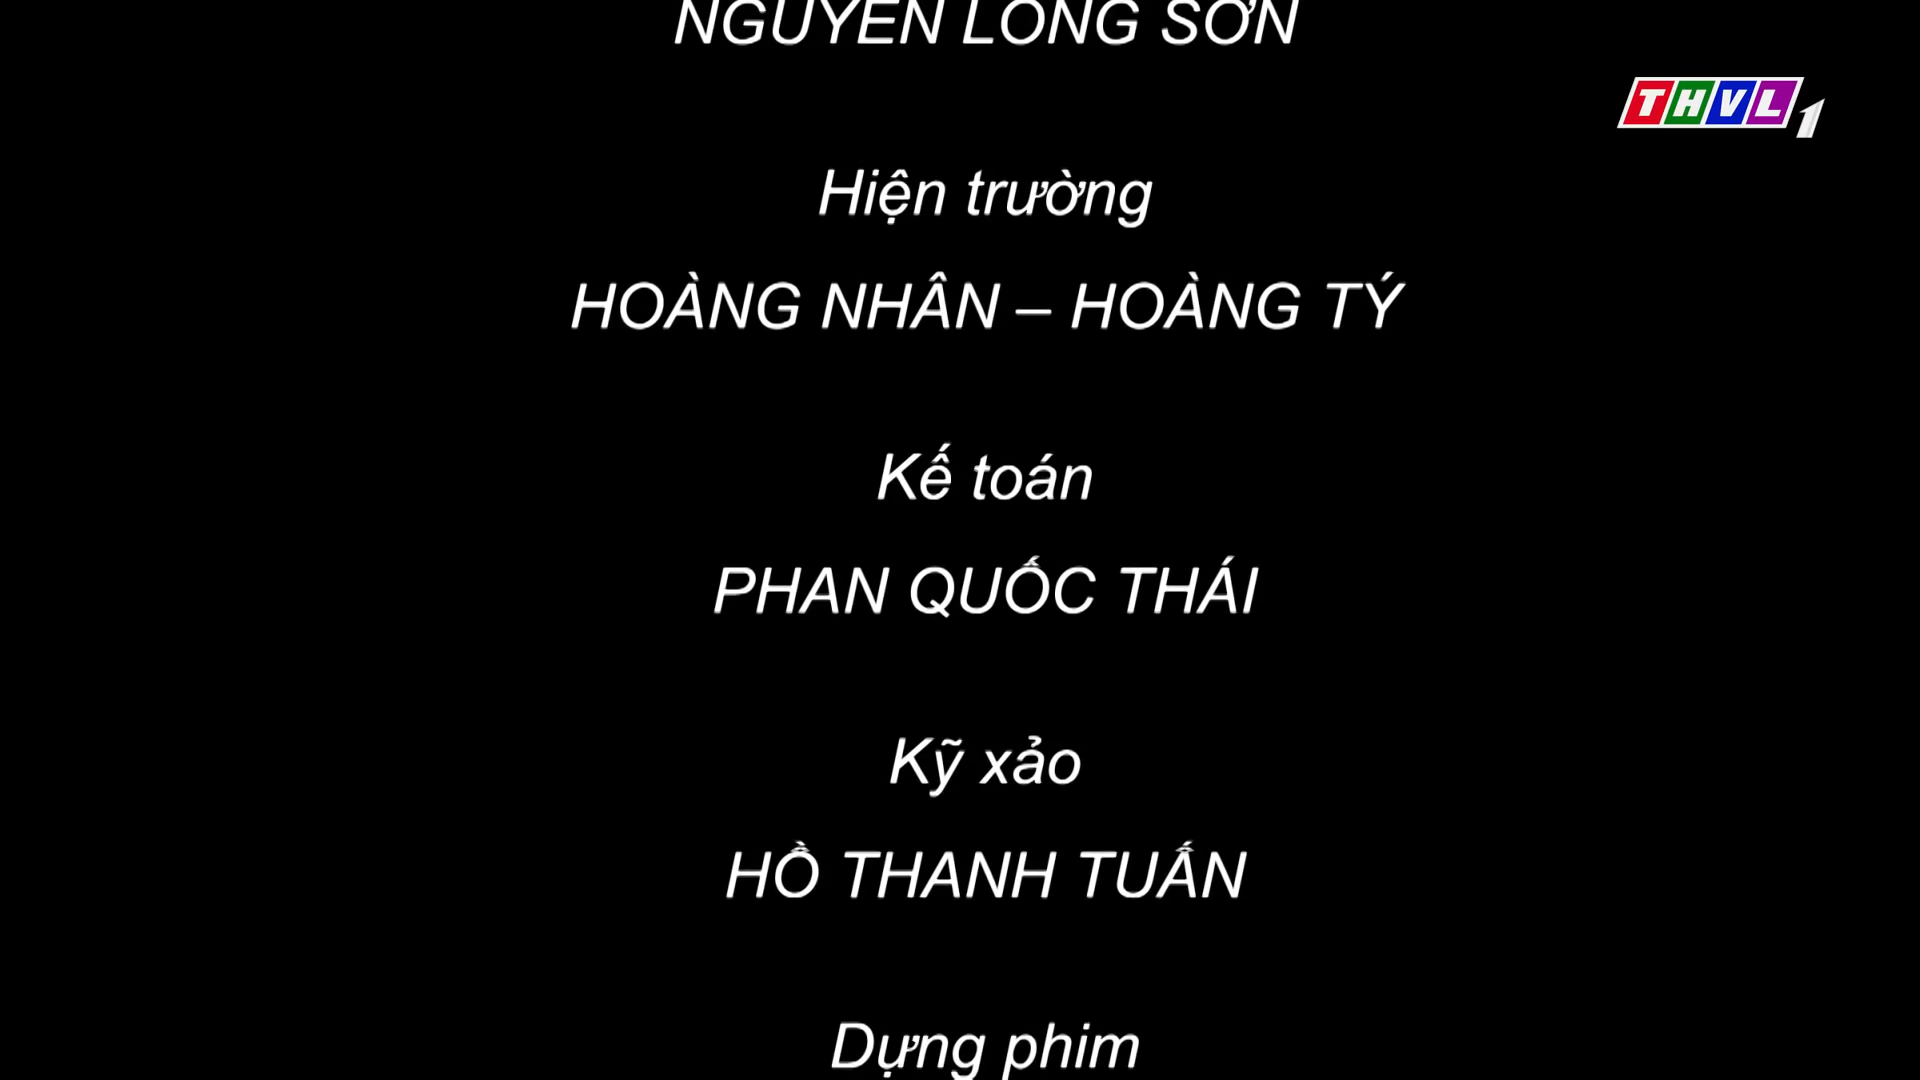 NGUYỄN LONG SƠN
THVL1
Hiện trường
HOÀNG NHÂN – HOÀNG TÝ
Kế toán
PHAN QUỐC THÁI
Kỹ xảo
HỒ THANH TUẤN
Dựng phim